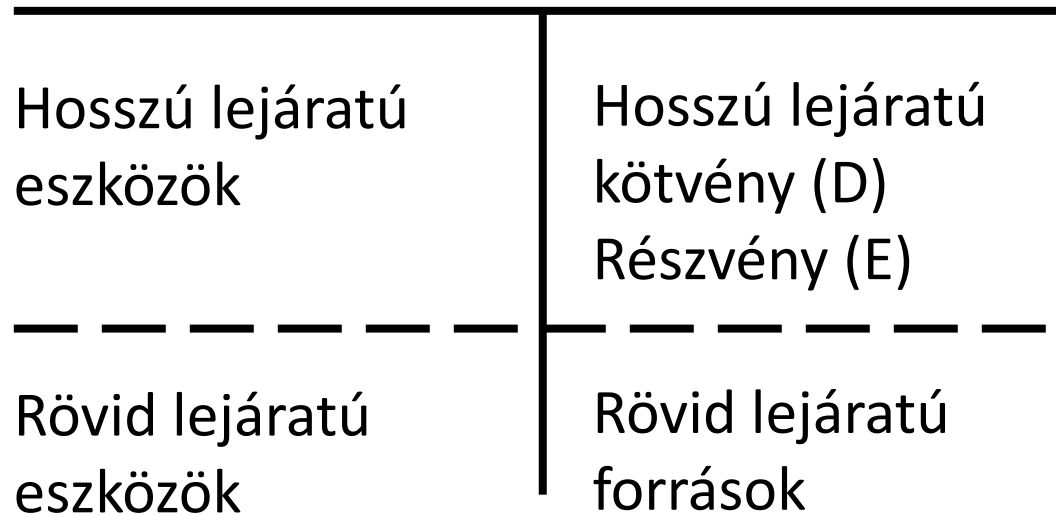 Hosszú lejáratú
eszközök
Hosszú lejáratú
kötvény (D)
Részvény (E)
Rövid lejáratú
eszközök
Rövid lejáratú
források